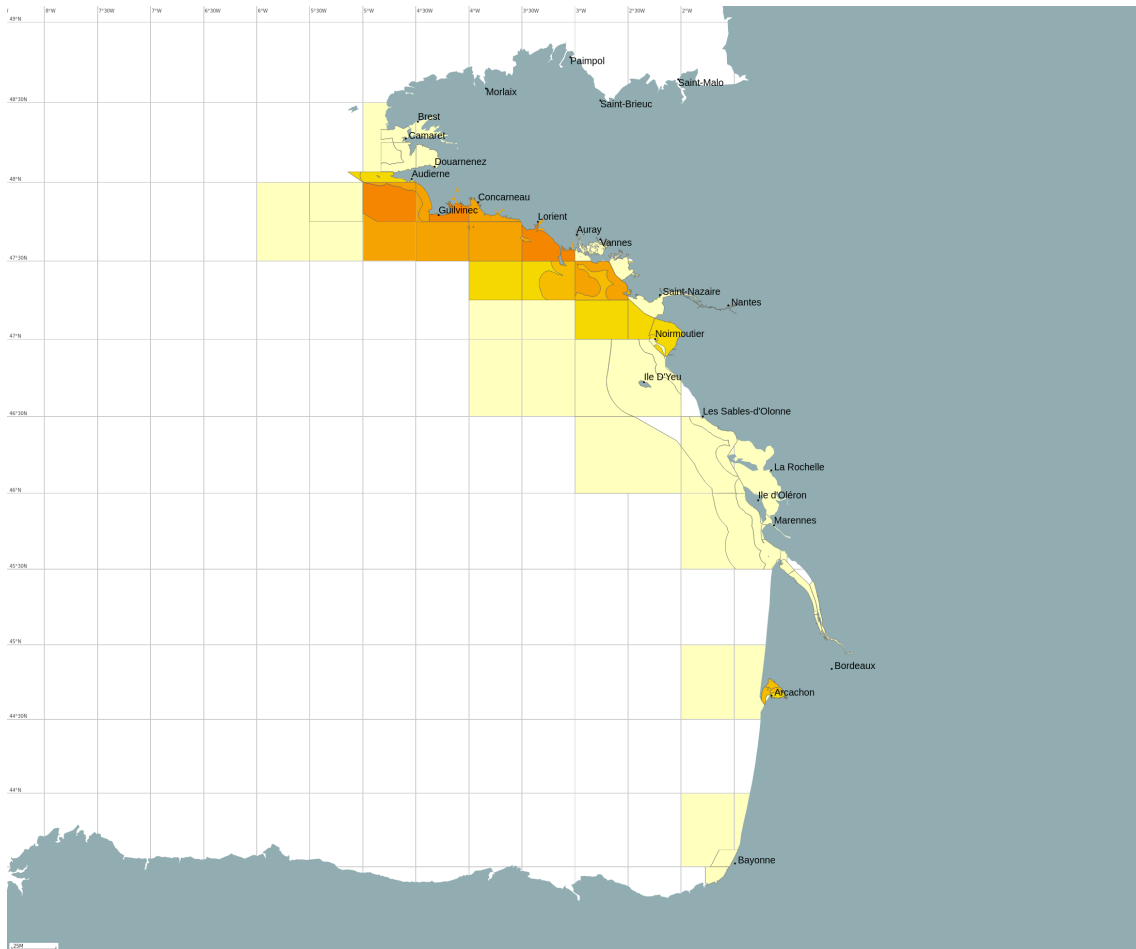 8°W 7°30W 7°W 6°30W 6°W 5°30W 5°W 4°30W 4°W 3°30W 3°W 2°30W 2°W
49°N
Paimpol
Saint-Malo
Morlaix
48°30N
Saint-Brieuc
Brest
Camaret
Douarnenez
Audierne
48°N
Concarneau
Guilvinec
Lorient
Auray
Vannes
47°30N
Saint-Nazaire
Nantes
47°N
Noirmoutier
Ile D'Yeu
46°30N
Les Sables-d'Olonne
La Rochelle
46°N
Ile d'Oléron
Marennes
45°30N
45°N
Bordeaux
Arcachon
44°30N
44°N
Bayonne
25M